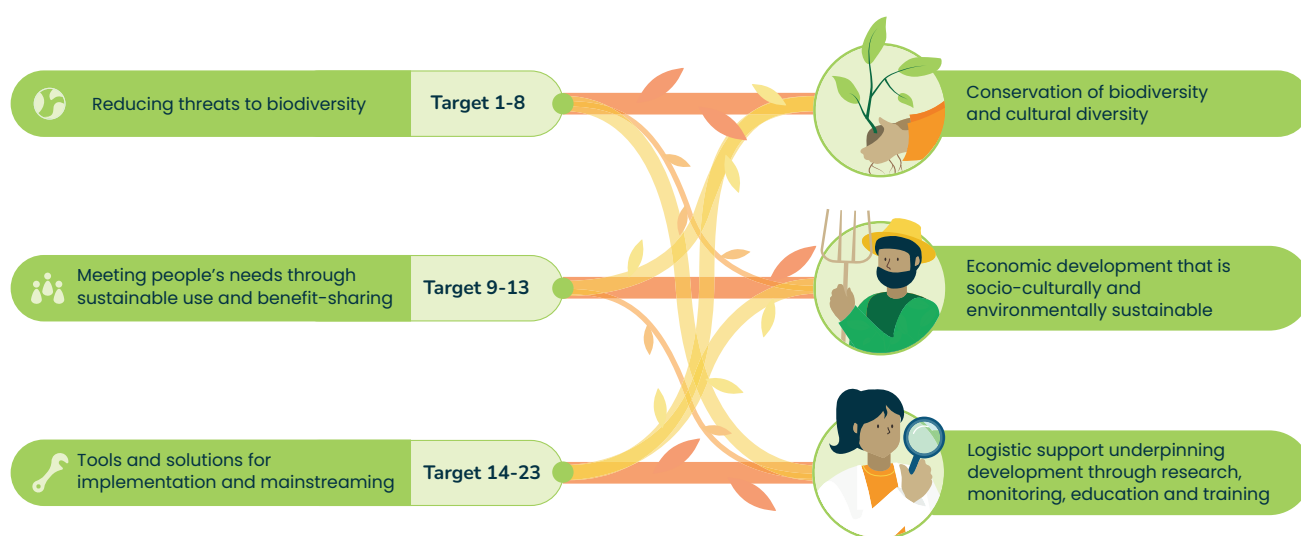 Reducing threats to biodiversity
Target 1-8
Conservation of biodiversity
and cultural diversity
Meeting people’s needs through
sustainable use and benefit-sharing
Target 9-13
Economic development that is
socio-culturally and
environmentally sustainable
Tools and solutions for
implementation and mainstreaming
Target 14-23
Logistic support underpinning
development through research,
monitoring, education and training